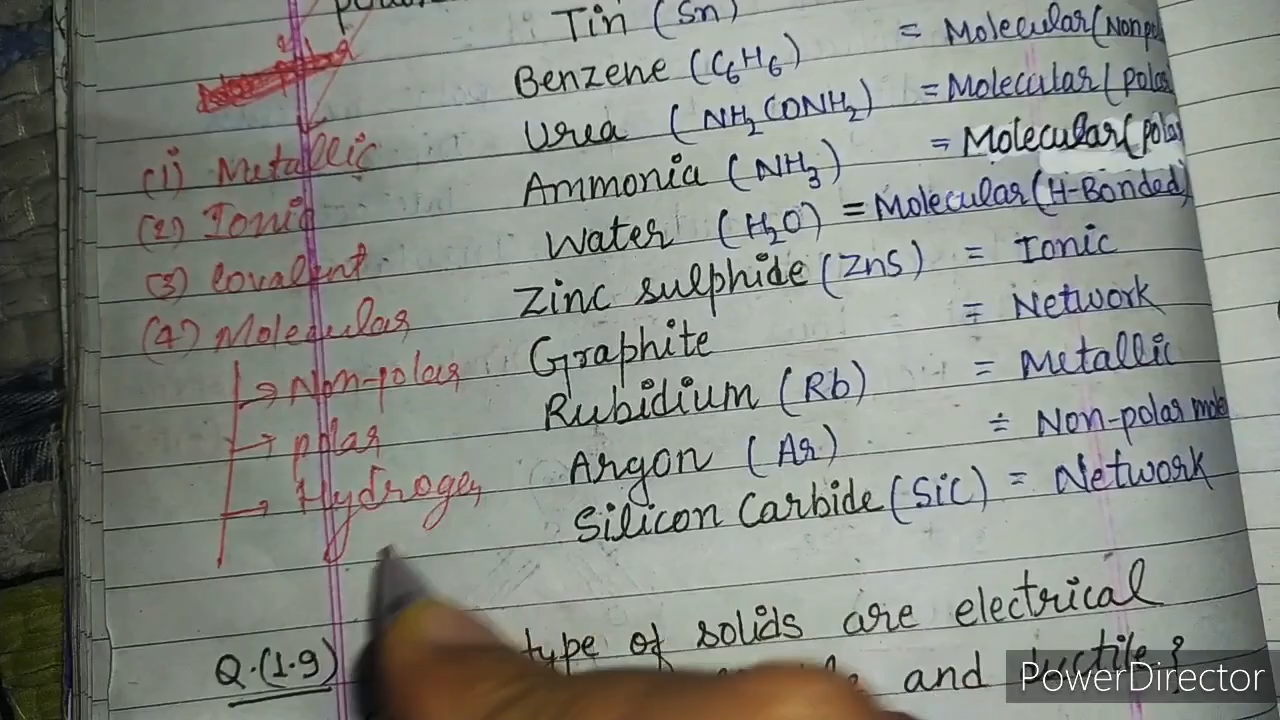 Tin (Sn)
Benzene (C6H6) = Molecular (Nonpo
Urea (NH2CONH2) = Molecular (polar
Ammonia (NH3) = Molecular (pola
Water (H2O) = Molecular (H-Bonded)
Zinc sulphide (ZnS) = Ionic
Graphite = Network
Rubidium (Rb) = Metallic
Argon (Ar) = Non-polar mole
Silicon Carbide (SiC) = Network
(1) Metallic
(2) Ionic
(3) Covalent
(4) Molecular
→ Non-polar
→ polar
→ Hydrogen
Q.(1.9)
type of solids are electrical
and ductile?
PowerDirector